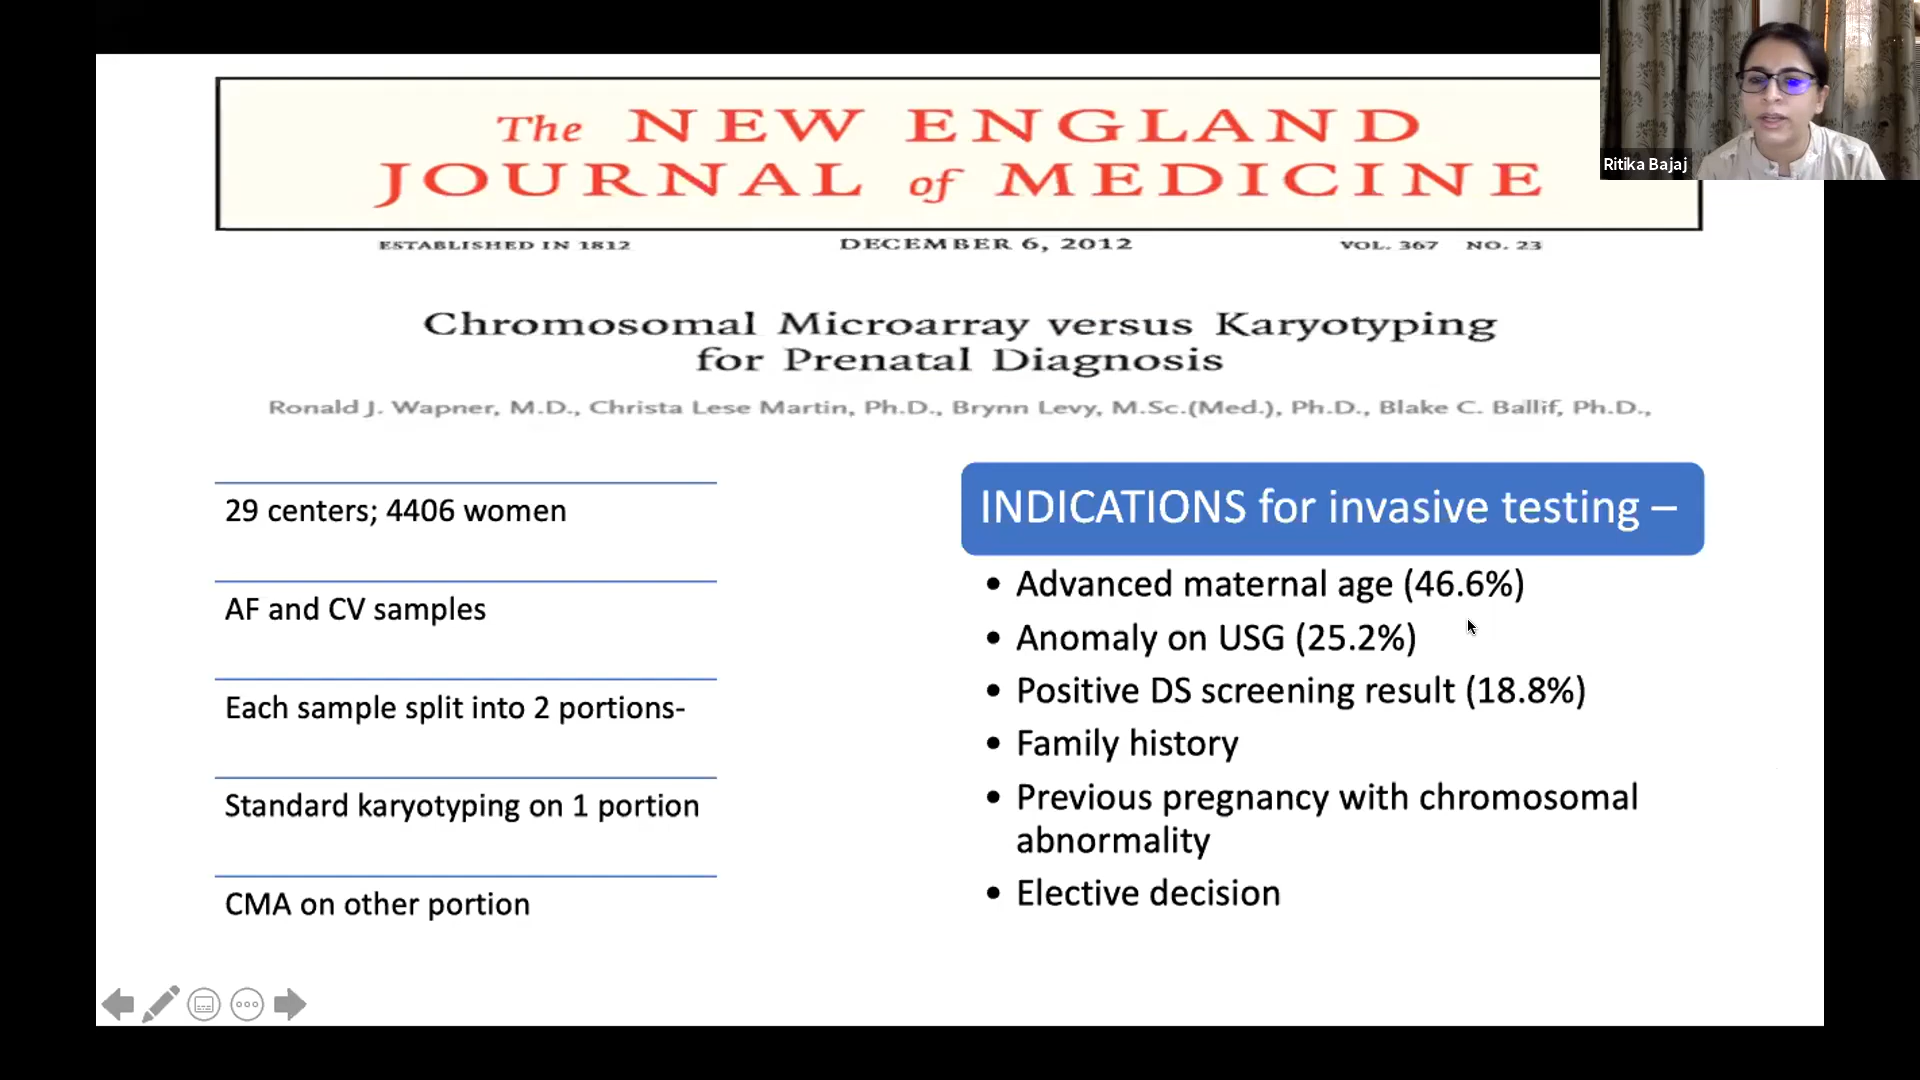 The NEW ENGLAND
JOURNAL of MEDICINE
ESTABLISHED IN 1812 DECEMBER 6, 2012 VOL. 367 NO. 23
Chromosomal Microarray versus Karyotyping
for Prenatal Diagnosis
Ronald J. Wapner, M.D., Christa Lese Martin, Ph.D., Brynn Levy, M.Sc.(Med.), Ph.D., Blake C. Ballif, Ph.D.,
29 centers; 4406 women
AF and CV samples
Each sample split into 2 portions-
Standard karyotyping on 1 portion
CMA on other portion
INDICATIONS for invasive testing –
• Advanced maternal age (46.6%)
• Anomaly on USG (25.2%)
• Positive DS screening result (18.8%)
• Family history
• Previous pregnancy with chromosomal
abnormality
• Elective decision
Ritika Bajaj